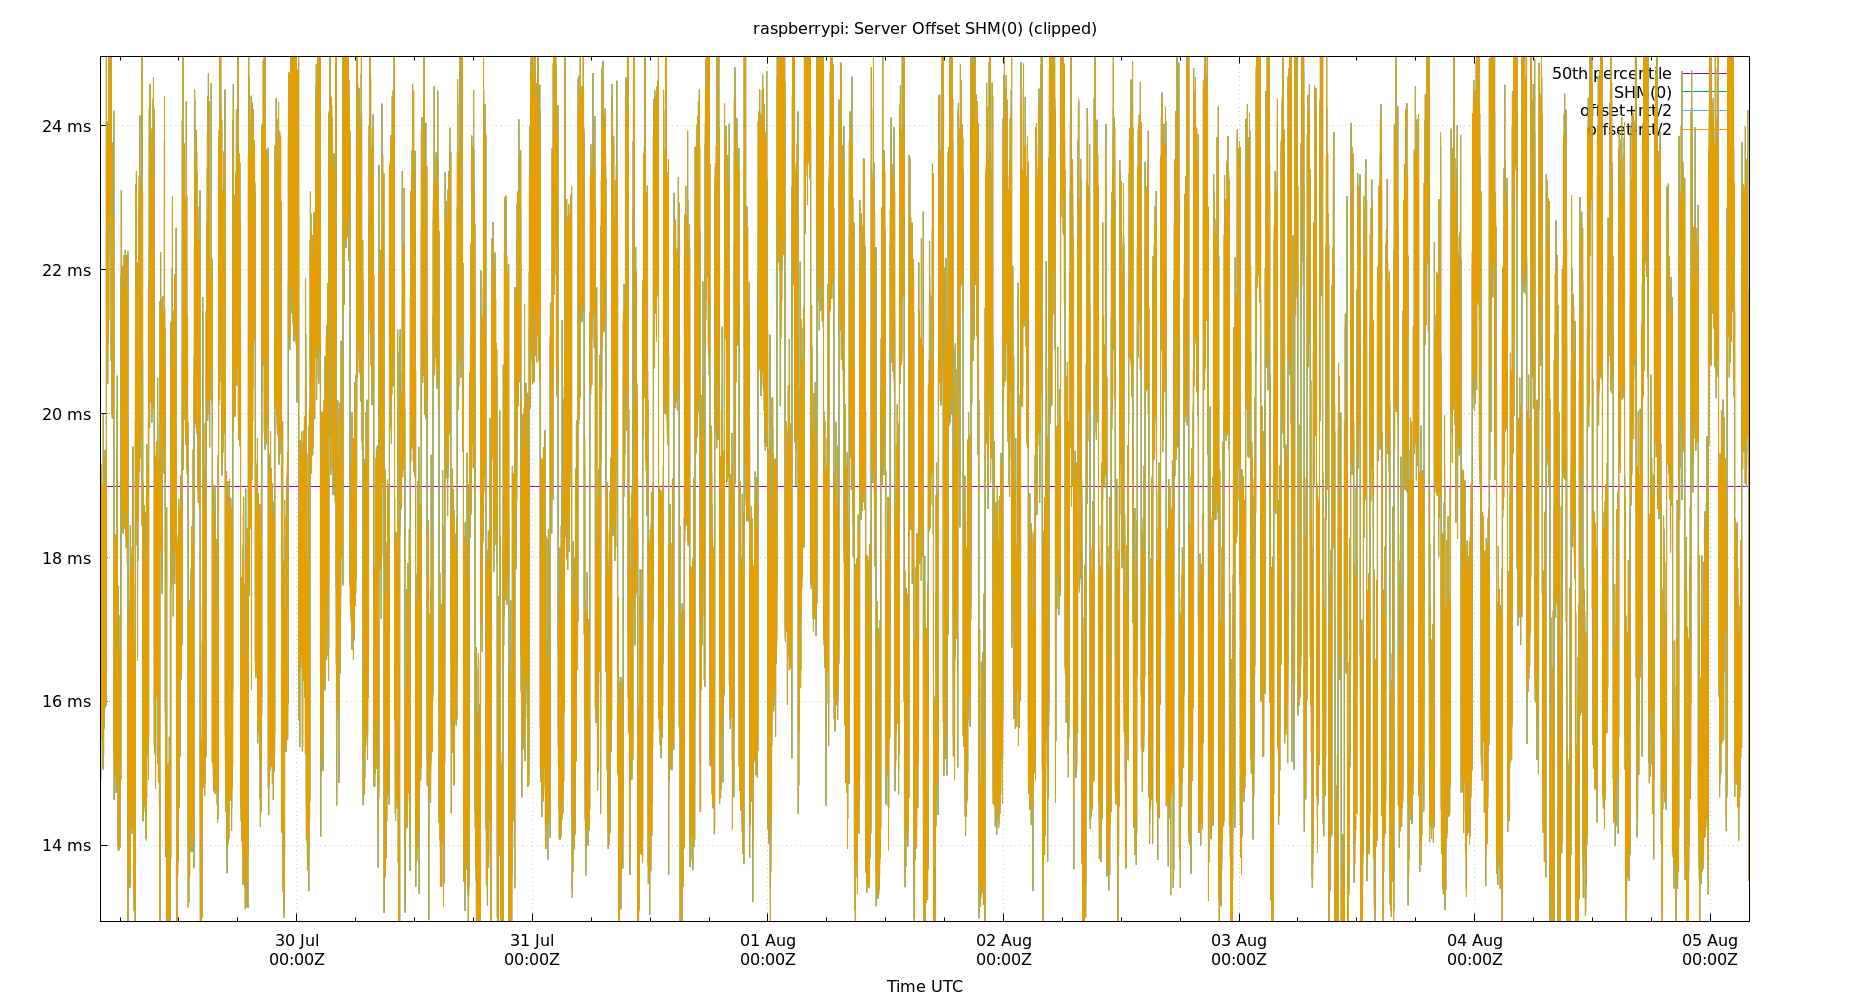 raspberrypi: Server Offset SHM(0) (clipped)
50th percentile
SHM(0)
offset+rtt/2
offset-rtt/2
24 ms
22 ms
20 ms
18 ms
16 ms
14 ms
30 Jul 31 Jul 01 Aug 02 Aug 03 Aug 04 Aug 05 Aug
00:00Z 00:00Z 00:00Z 00:00Z 00:00Z 00:00Z 00:00Z
Time UTC